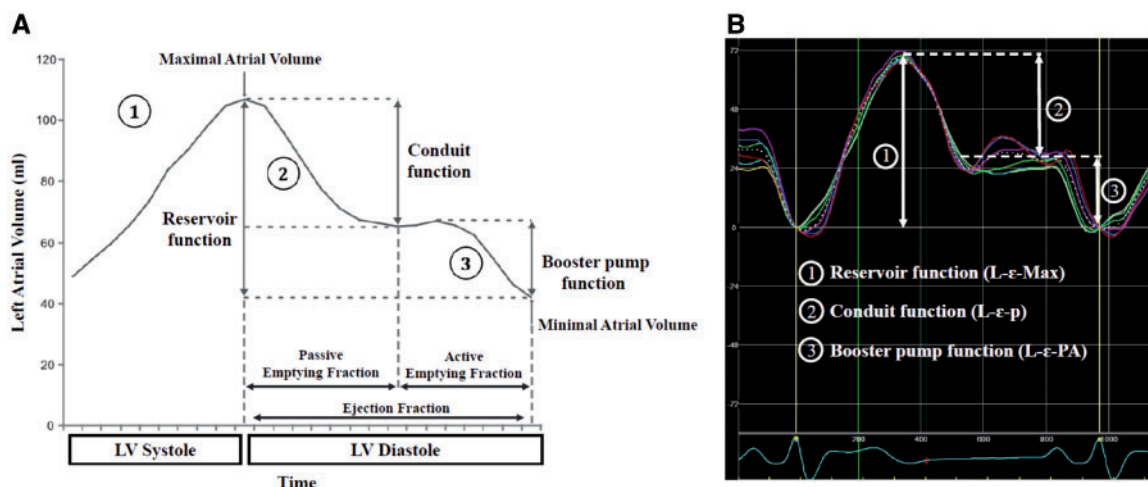 A
120
100
80
60
40
20
0
Left Atrial Volume (ml)
Maximal Atrial Volume
1
2
3
Reservoir
function
Conduit
function
Booster pump
function
Minimal Atrial Volume
Passive
Emptying Fraction
Active
Emptying Fraction
Ejection Fraction
LV Systole
LV Diastole
Time
B
72
48
24
0
-24
-48
-72
1
2
3
1 Reservoir function (L-ε-Max)
2 Conduit function (L-ε-p)
3 Booster pump function (L-ε-PA)
200
400
600
800
1000